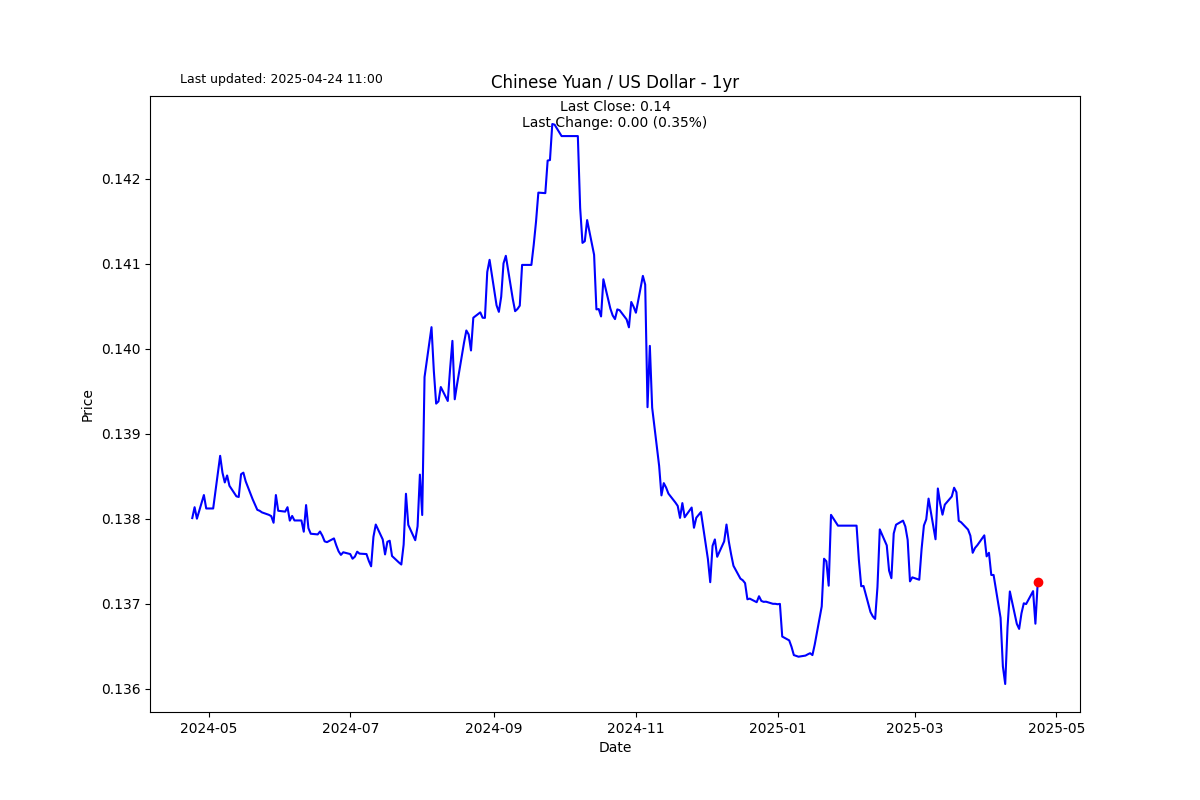 Last updated: 2025-04-24 11:00
Chinese Yuan / US Dollar - 1yr
Last Close: 0.14
Last Change: 0.00 (0.35%)
0.142
0.141
0.140
0.139
0.138
0.137
0.136
Price
2024-05
2024-07
2024-09
2024-11
2025-01
2025-03
2025-05
Date